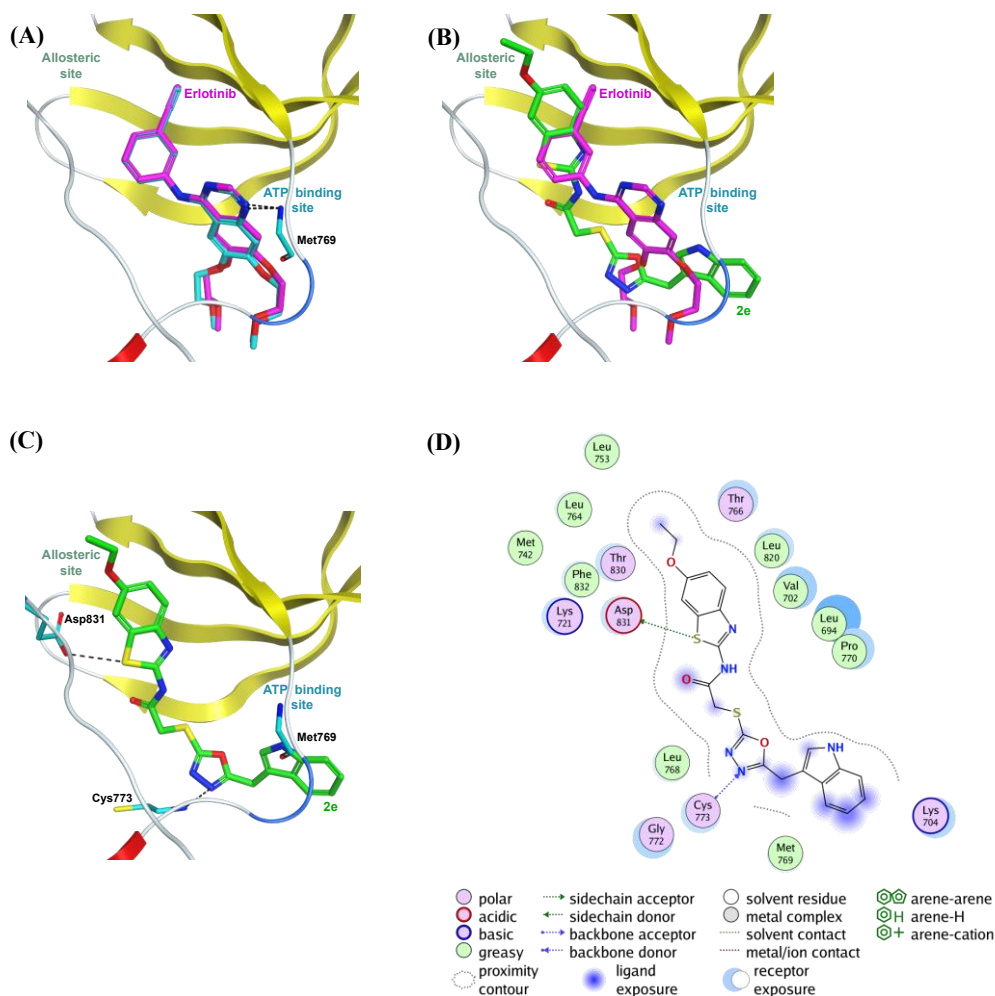 (A)
Allosteric
site
Erlotinib
ATP binding
site
Met769
(B)
Allosteric
site
Erlotinib
ATP binding
site
2e
(C)
Allosteric
site
Asp831
ATP binding
site
Met769
Cys773
2e
(D)
Leu
753
Leu
764
Thr
766
Met
742
Thr
830
Leu
820
Phe
832
Val
702
Lys
721
Asp
831
Leu
694
Pro
770
O
S
N
NH
O
S
N
N
O
NH
Leu
768
Cys
773
Gly
772
Met
769
Lys
704
polar
acidic
basic
greasy
proximity
contour
sidechain acceptor
sidechain donor
backbone acceptor
backbone donor
ligand
exposure
solvent residue
metal complex
solvent contact
metal/ion contact
receptor
exposure
arene-arene
H arene-H
+ arene-cation